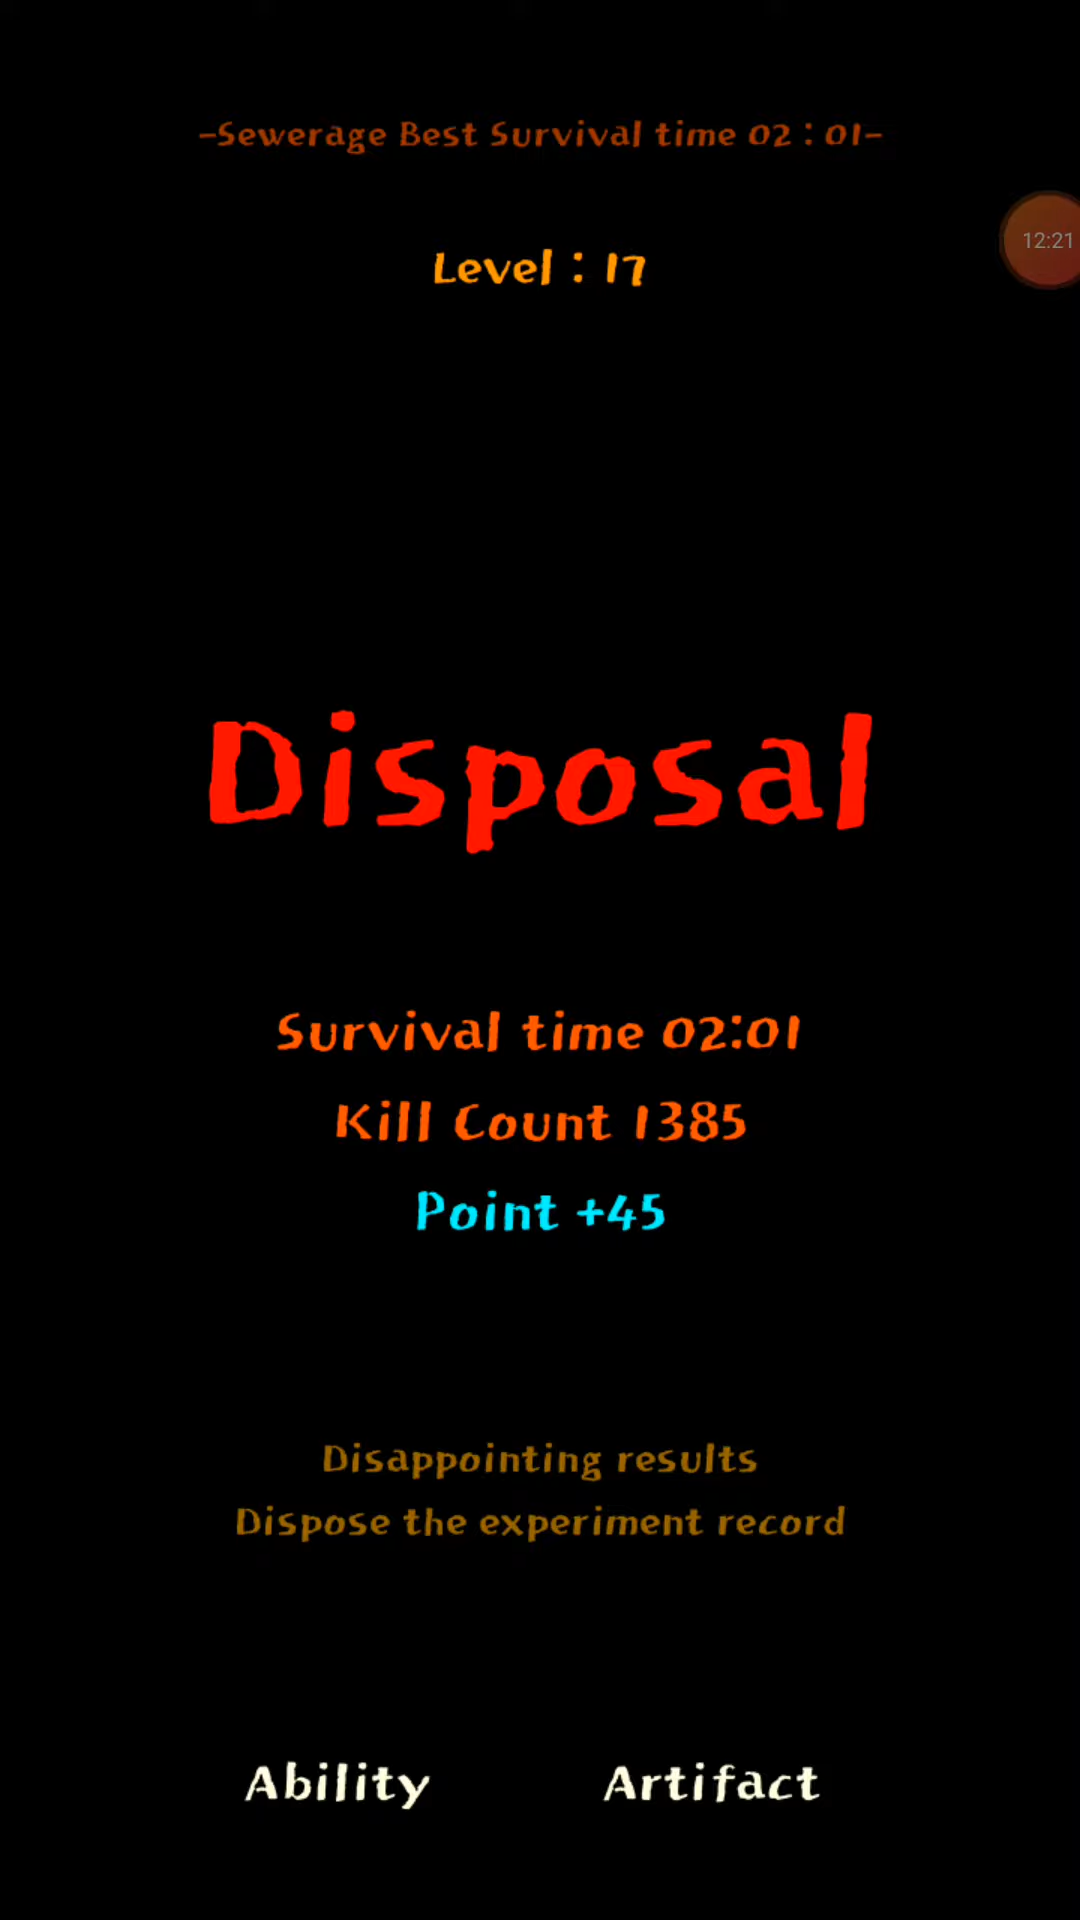 -Sewerage Best Survival time 02 : 01-
12:21
Level : 17
Disposal
Survival time 02:01
Kill Count 1385
Point +45
Disappointing results
Dispose the experiment record
Ability Artifact